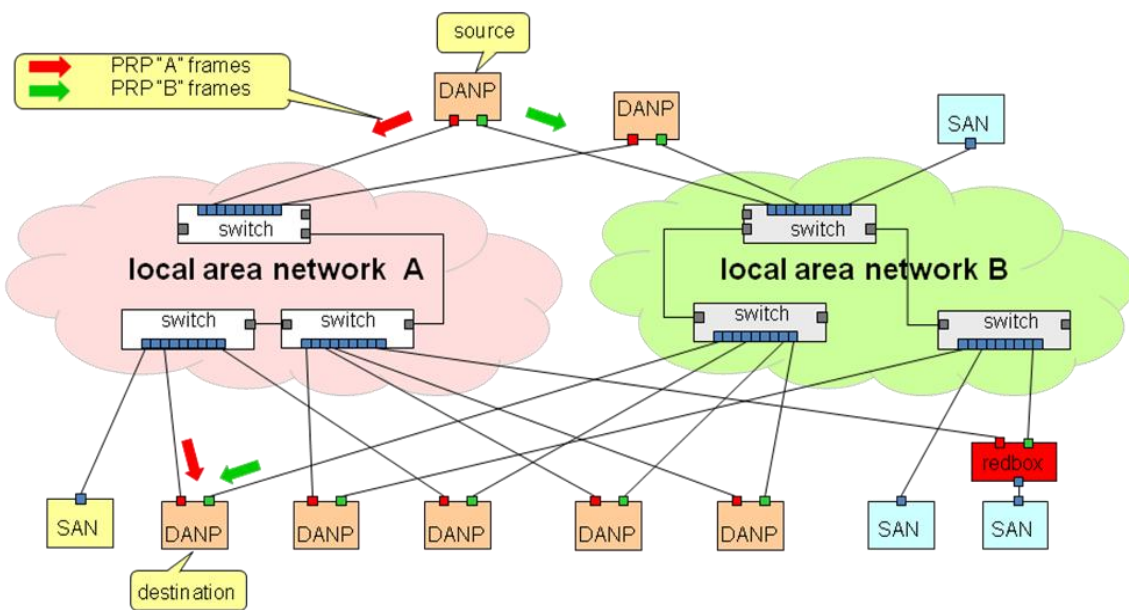 source
PRP "A" frames
PRP "B" frames
DANP
DANP
SAN
switch
switch
local area network A
local area network B
switch
switch
switch
switch
redbox
SAN
DANP
DANP
DANP
DANP
DANP
SAN
SAN
destination